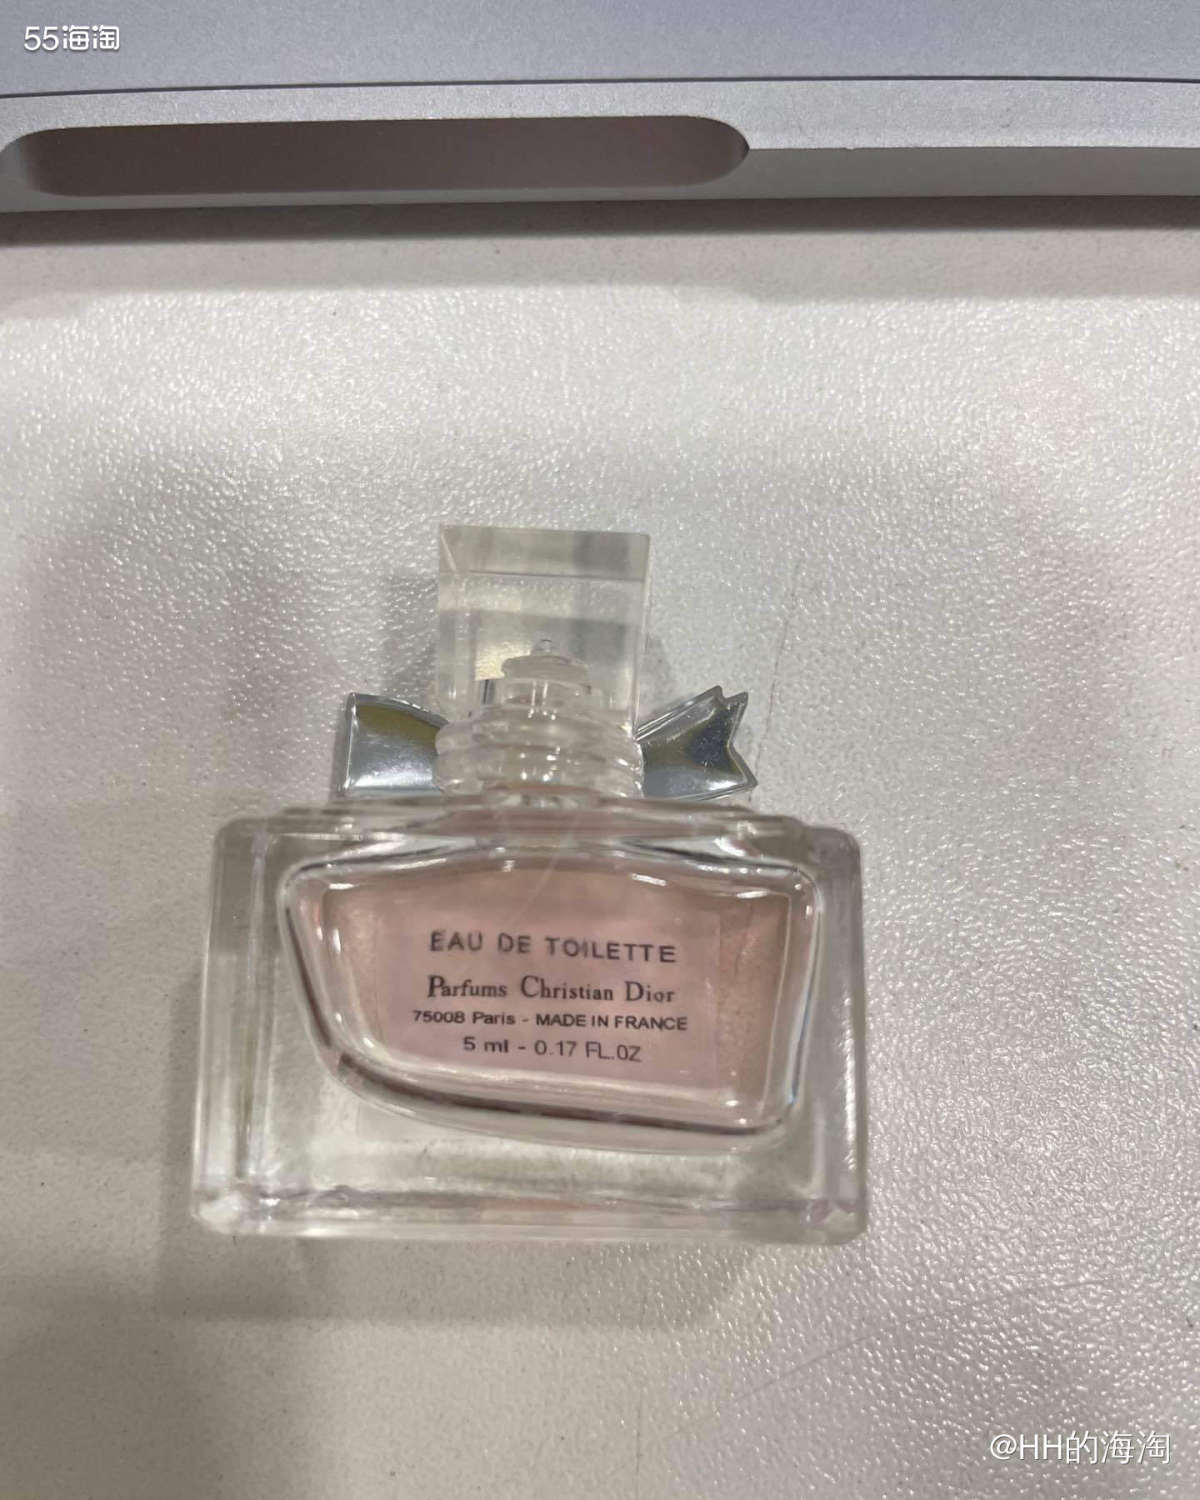 55海淘
EAU DE TOILETTE
Parfums Christian Dior
75008 Paris - MADE IN FRANCE
5 ml - 0.17 FL.OZ
@HH的海淘